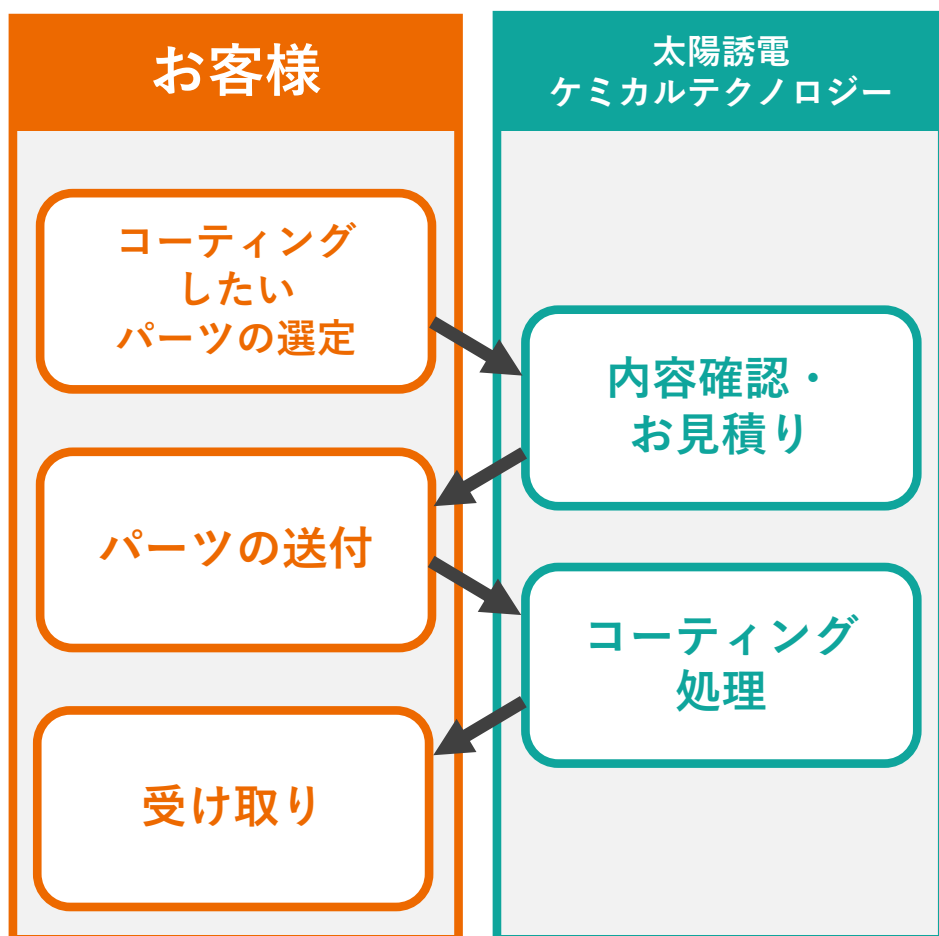 お客様
太陽誘電
ケミカルテクノロジー
コーティング
したい
パーツの選定
内容確認・
お見積り
パーツの送付
コーティング
処理
受け取り